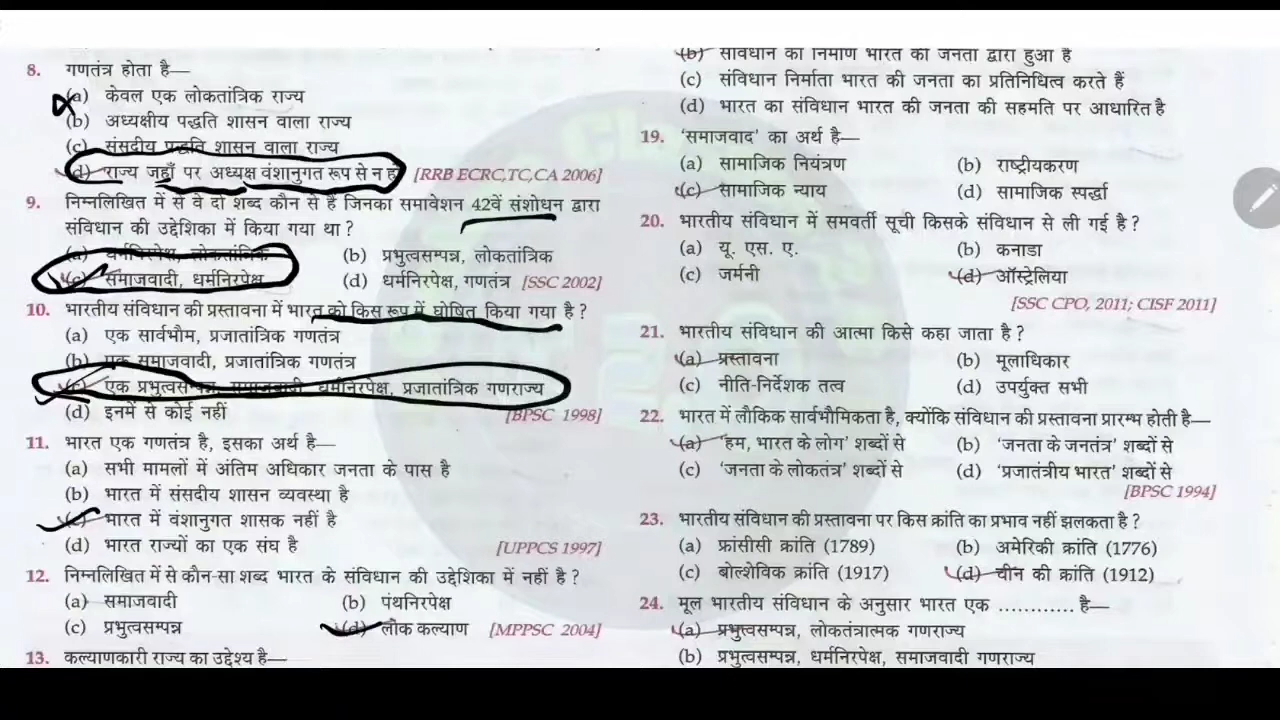 8. गणतंत्र होता है—
(a) केवल एक लोकतांत्रिक राज्य
(b) अध्यक्षीय पद्धति शासन वाला राज्य
(c) संसदीय पद्धति शासन वाला राज्य
(d) राज्य जहाँ पर अध्यक्ष वंशानुगत रूप से न हो [RRB ECRC,TC,CA 2006]
9. निम्नलिखित में से वे दो शब्द कौन से हैं जिनका समावेशन 42वें संशोधन द्वारा
संविधान की उद्देशिका में किया गया था ?
(a) धर्मनिरपेक्ष, लोकतांत्रिक (b) प्रभुत्वसम्पन्न, लोकतांत्रिक
(c) समाजवादी, धर्मनिरपेक्ष (d) धर्मनिरपेक्ष, गणतंत्र [SSC 2002]
10. भारतीय संविधान की प्रस्तावना में भारत को किस रूप में घोषित किया गया है ?
(a) एक सार्वभौम, प्रजातांत्रिक गणतंत्र
(b) एक समाजवादी, प्रजातांत्रिक गणतंत्र
(c) एक प्रभुत्वसम्पन्न, समाजवादी, धर्मनिरपेक्ष, प्रजातांत्रिक गणराज्य
(d) इनमें से कोई नहीं [BPSC 1998]
11. भारत एक गणतंत्र है, इसका अर्थ है—
(a) सभी मामलों में अंतिम अधिकार जनता के पास है
(b) भारत में संसदीय शासन व्यवस्था है
(c) भारत में वंशानुगत शासक नहीं है
(d) भारत राज्यों का एक संघ है [UPPCS 1997]
12. निम्नलिखित में से कौन-सा शब्द भारत के संविधान की उद्देशिका में नहीं है ?
(a) समाजवादी (b) पंथनिरपेक्ष
(c) प्रभुत्वसम्पन्न (d) लोक कल्याण [MPPSC 2004]
13. कल्याणकारी राज्य का उद्देश्य है—
(b) संविधान का निर्माण भारत की जनता द्वारा हुआ है
(c) संविधान निर्माता भारत की जनता का प्रतिनिधित्व करते हैं
(d) भारत का संविधान भारत की जनता की सहमति पर आधारित है
19. ‘समाजवाद’ का अर्थ है—
(a) सामाजिक नियंत्रण (b) राष्ट्रीयकरण
(c) सामाजिक न्याय (d) सामाजिक स्पर्द्धा
20. भारतीय संविधान में समवर्ती सूची किसके संविधान से ली गई है ?
(a) यू. एस. ए. (b) कनाडा
(c) जर्मनी (d) ऑस्ट्रेलिया
[SSC CPO, 2011; CISF 2011]
21. भारतीय संविधान की आत्मा किसे कहा जाता है ?
(a) प्रस्तावना (b) मूलाधिकार
(c) नीति-निर्देशक तत्व (d) उपर्युक्त सभी
22. भारत में लौकिक सार्वभौमिकता है, क्योंकि संविधान की प्रस्तावना प्रारम्भ होती है—
(a) ‘हम, भारत के लोग’ शब्दों से (b) ‘जनता के जनतंत्र’ शब्दों से
(c) ‘जनता के लोकतंत्र’ शब्दों से (d) ‘प्रजातंत्रीय भारत’ शब्दों से
[BPSC 1994]
23. भारतीय संविधान की प्रस्तावना पर किस क्रांति का प्रभाव नहीं झलकता है ?
(a) फ्रांसीसी क्रांति (1789) (b) अमेरिकी क्रांति (1776)
(c) बोल्शेविक क्रांति (1917) (d) चीन की क्रांति (1912)
24. मूल भारतीय संविधान के अनुसार भारत एक ............ है—
(a) प्रभुत्वसम्पन्न, लोकतंत्रात्मक गणराज्य
(b) प्रभुत्वसम्पन्न, धर्मनिरपेक्ष, समाजवादी गणराज्य